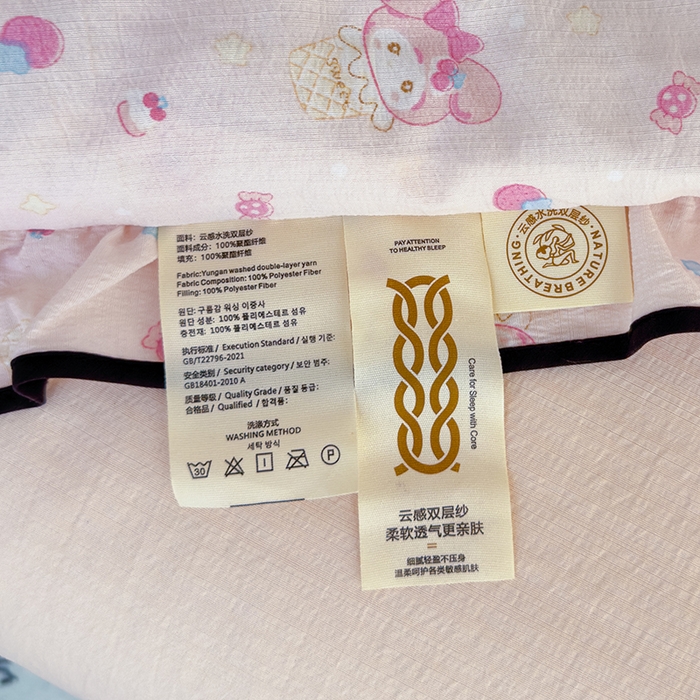 Sweet
面料：云感水洗双层纱
面料成分：100%聚酯纤维
填充：100%聚酯纤维
Fabric:Yungan washed double-layer yarn
Fabric Composition: 100% Polyester Fiber
Filling: 100% Polyester Fiber
원단: 구름감 워싱 이중사
원단 성분: 100% 폴리에스테르 섬유
충전재: 100% 폴리에스테르 섬유
执行标准 / Execution Standard / 실행 기준:
GB/T22796-2021
安全类别 / Security category / 보안 범주:
GB18401-2010 A
质量等级 / Quality Grade / 품질 등급:
合格品 / Qualified / 합격품:
洗涤方式
WASHING METHOD
세탁 방식
30
P
PAY ATTENTION
TO HEALTHY SLEEP
Care for Sleep with Core
云感双层纱
柔软透气更亲肤
细腻轻盈不压身
温柔呵护各类敏感肌肤
·云感水洗双层纱·
NATURE BREATHING